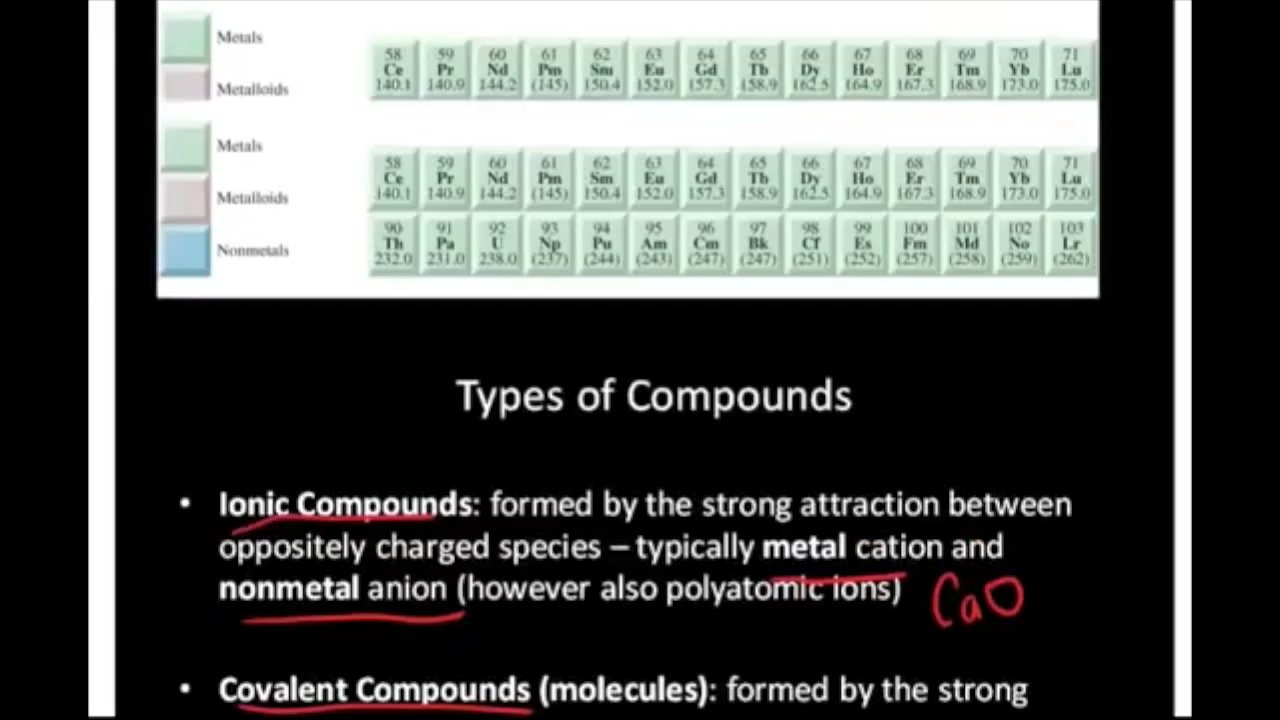 Metals
58 59 60 61 62 63 64 65 66 67 68 69 70 71
Ce Pr Nd Pm Sm Eu Gd Tb Dy Ho Er Tm Yb Lu
Metalloids
140.1 140.9 144.2 (145) 150.4 152.0 157.3 158.9 162.5 164.9 167.3 168.9 173.0 175.0
Metals
58 59 60 61 62 63 64 65 66 67 68 69 70 71
Ce Pr Nd Pm Sm Eu Gd Tb Dy Ho Er Tm Yb Lu
Metalloids
140.1 140.9 144.2 (145) 150.4 152.0 157.3 158.9 162.5 164.9 167.3 168.9 173.0 175.0
90 91 92 93 94 95 96 97 98 99 100 101 102 103
Nonmetals
Th Pa U Np Pu Am Cm Bk Cf Es Fm Md No Lr
232.0 231.0 238.0 (237) (244) (243) (247) (247) (251) (252) (257) (258) (259) (262)
Types of Compounds
• Ionic Compounds: formed by the strong attraction between
oppositely charged species – typically metal cation and
nonmetal anion (however also polyatomic ions)
CaO
• Covalent Compounds (molecules): formed by the strong